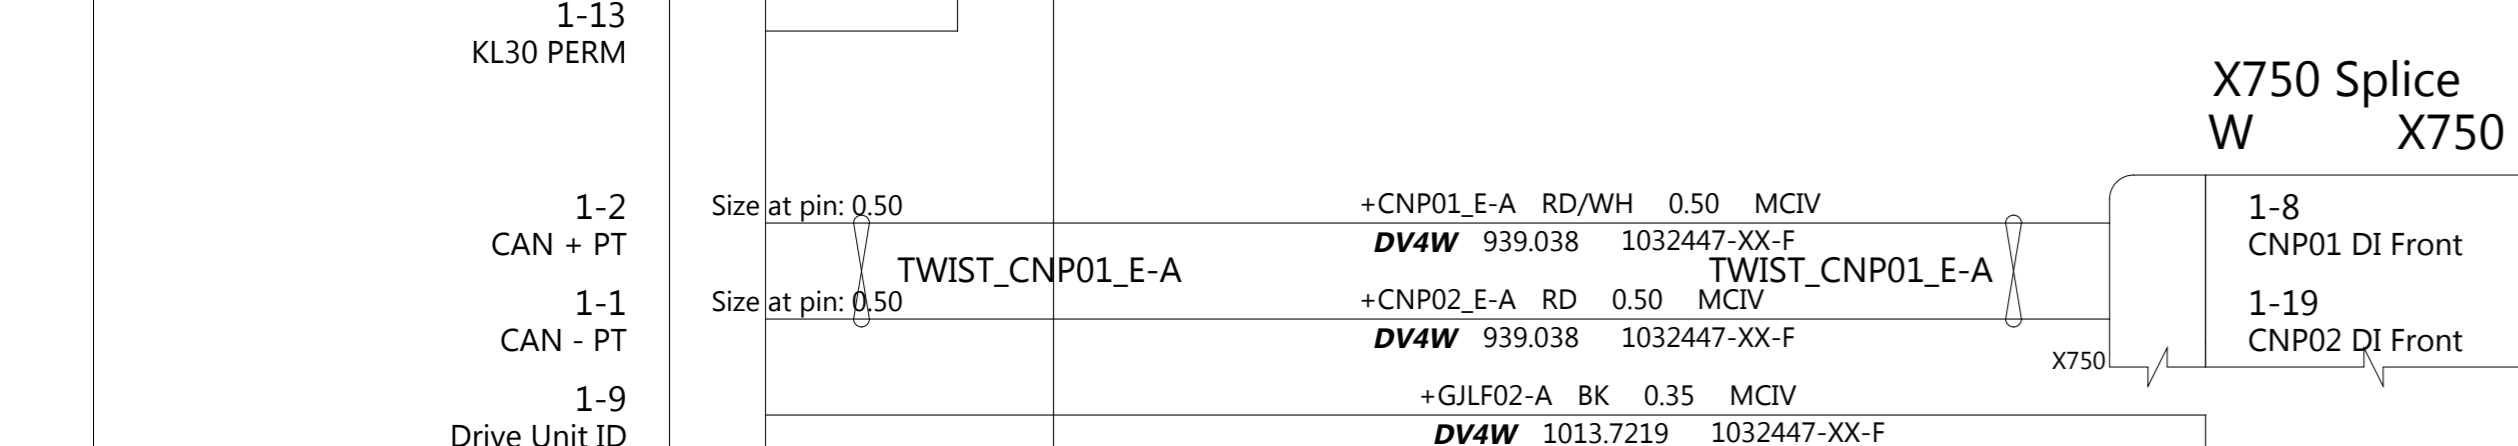 1-13
KL30 PERM
X750 Splice
W X750
1-2
CAN + PT
Size at pin: 0.50
+CNP01_E-A RD/WH 0.50 MCIV
DV4W 939.038 1032447-XX-F
1-8
CNP01 DI Front
TWIST_CNP01_E-A
TWIST_CNP01_E-A
1-1
CAN - PT
Size at pin: 0.50
+CNP02_E-A RD 0.50 MCIV
DV4W 939.038 1032447-XX-F
1-19
CNP02 DI Front
X750
1-9
Drive Unit ID
+GJLF02-A BK 0.35 MCIV
DV4W 1013.7219 1032447-XX-F